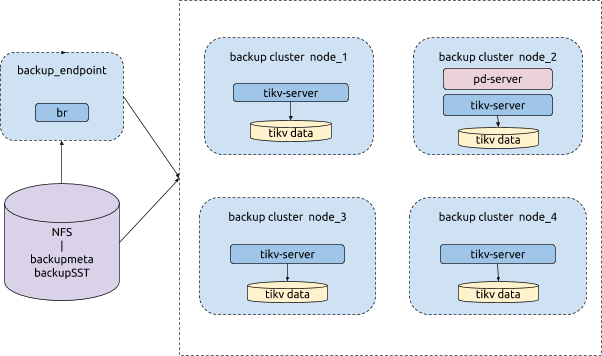 backup_endpoint
br
NFS
|
backupmeta
backupSST
backup cluster node_1
tikv-server
tikv data
backup cluster node_2
pd-server
tikv-server
tikv data
backup cluster node_3
tikv-server
tikv data
backup cluster node_4
tikv-server
tikv data